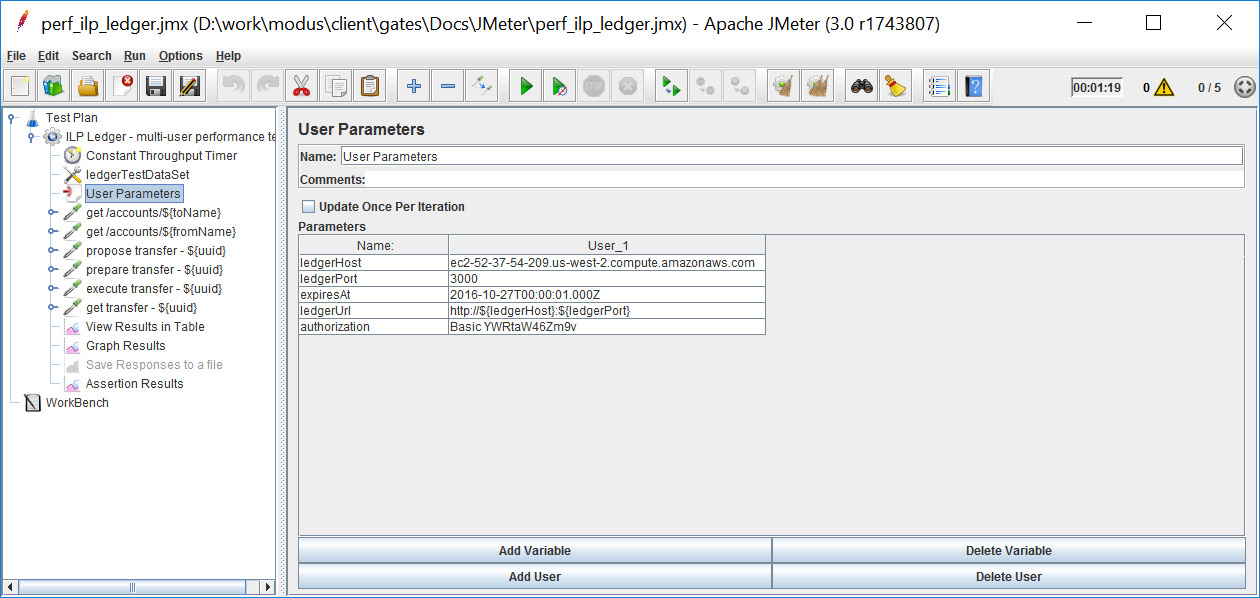 perf_ilp_ledger.jmx (D:\work\modus\client\gates\Docs\JMeter\perf_ilp_ledger.jmx) - Apache JMeter (3.0 r1743807)
File Edit Search Run Options Help
00:01:19 0 0 / 5
Test Plan
ILP Ledger - multi-user performance te
Constant Throughput Timer
ledgerTestDataSet
User Parameters
get /accounts/${toName}
get /accounts/${fromName}
propose transfer - ${uuid}
prepare transfer - ${uuid}
execute transfer - ${uuid}
get transfer - ${uuid}
View Results in Table
Graph Results
Save Responses to a file
Assertion Results
WorkBench
User Parameters
Name: User Parameters
Comments:
Update Once Per Iteration
Parameters
Name: User_1
ledgerHost ec2-52-37-54-209.us-west-2.compute.amazonaws.com
ledgerPort 3000
expiresAt 2016-10-27T00:00:01.000Z
ledgerUrl http://${ledgerHost}:${ledgerPort}
authorization Basic YWRtaW46Zm9v
Add Variable Delete Variable
Add User Delete User